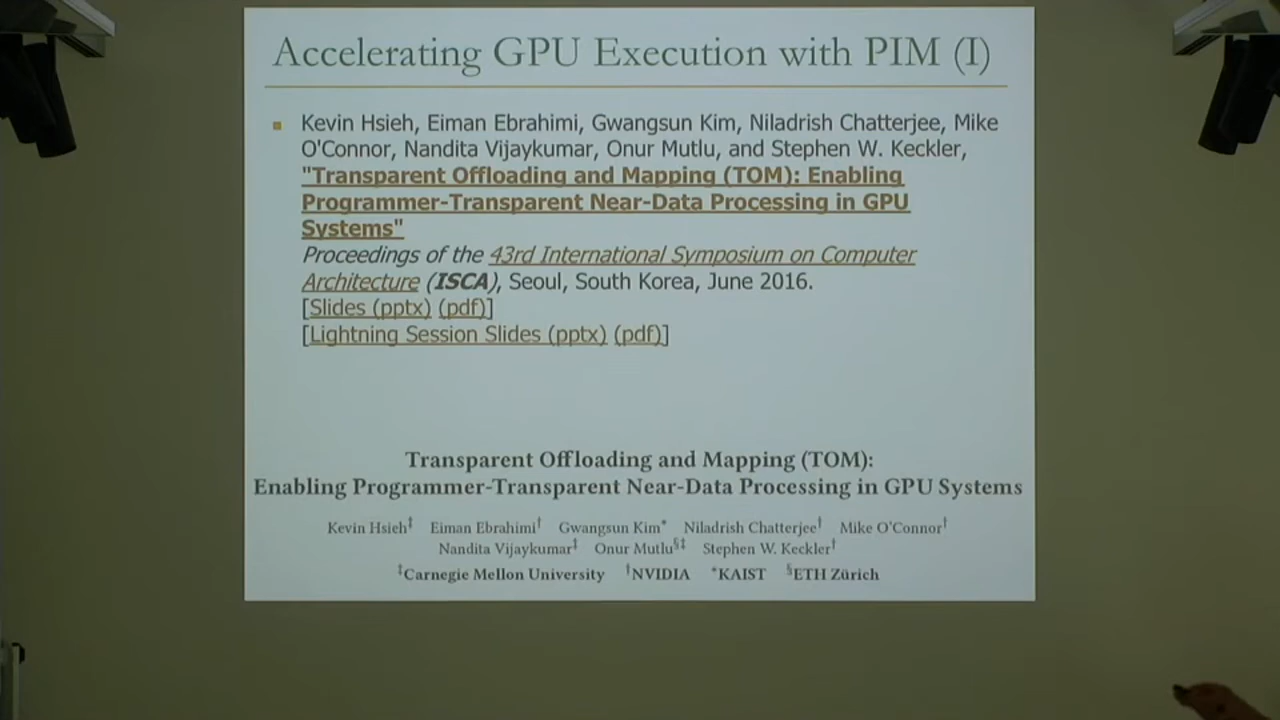 Accelerating GPU Execution with PIM (I)
Kevin Hsieh, Eiman Ebrahimi, Gwangsun Kim, Niladrish Chatterjee, Mike
O'Connor, Nandita Vijaykumar, Onur Mutlu, and Stephen W. Keckler,
"Transparent Offloading and Mapping (TOM): Enabling
Programmer-Transparent Near-Data Processing in GPU
Systems"
Proceedings of the 43rd International Symposium on Computer
Architecture (ISCA), Seoul, South Korea, June 2016.
[Slides (pptx) (pdf)]
[Lightning Session Slides (pptx) (pdf)]
Transparent Offloading and Mapping (TOM):
Enabling Programmer-Transparent Near-Data Processing in GPU Systems
Kevin Hsieh‡ Eiman Ebrahimi† Gwangsun Kim* Niladrish Chatterjee† Mike O'Connor†
Nandita Vijaykumar‡ Onur Mutlu§‡ Stephen W. Keckler†
‡Carnegie Mellon University †NVIDIA *KAIST §ETH Zürich